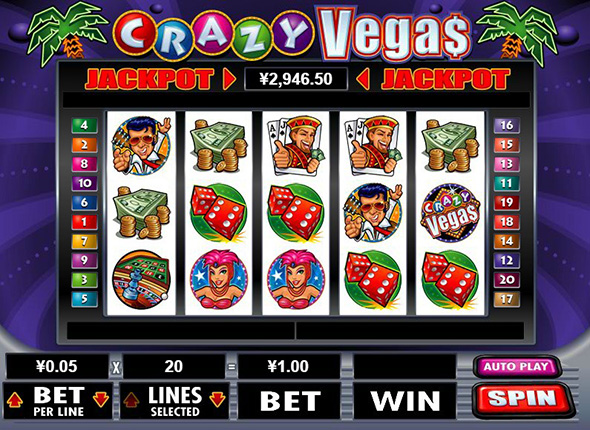 CRAZY Vega$
JACKPOT ¥2,946.50 JACKPOT
4 16
2 15
8 13
10 11
6 19
1 18
7 14
9 12
3 20
5 17
A J A J
CRAZY
Vega$
¥0.05 X 20 = ¥1.00 AUTO PLAY
BET PER LINE LINES SELECTED BET WIN SPIN